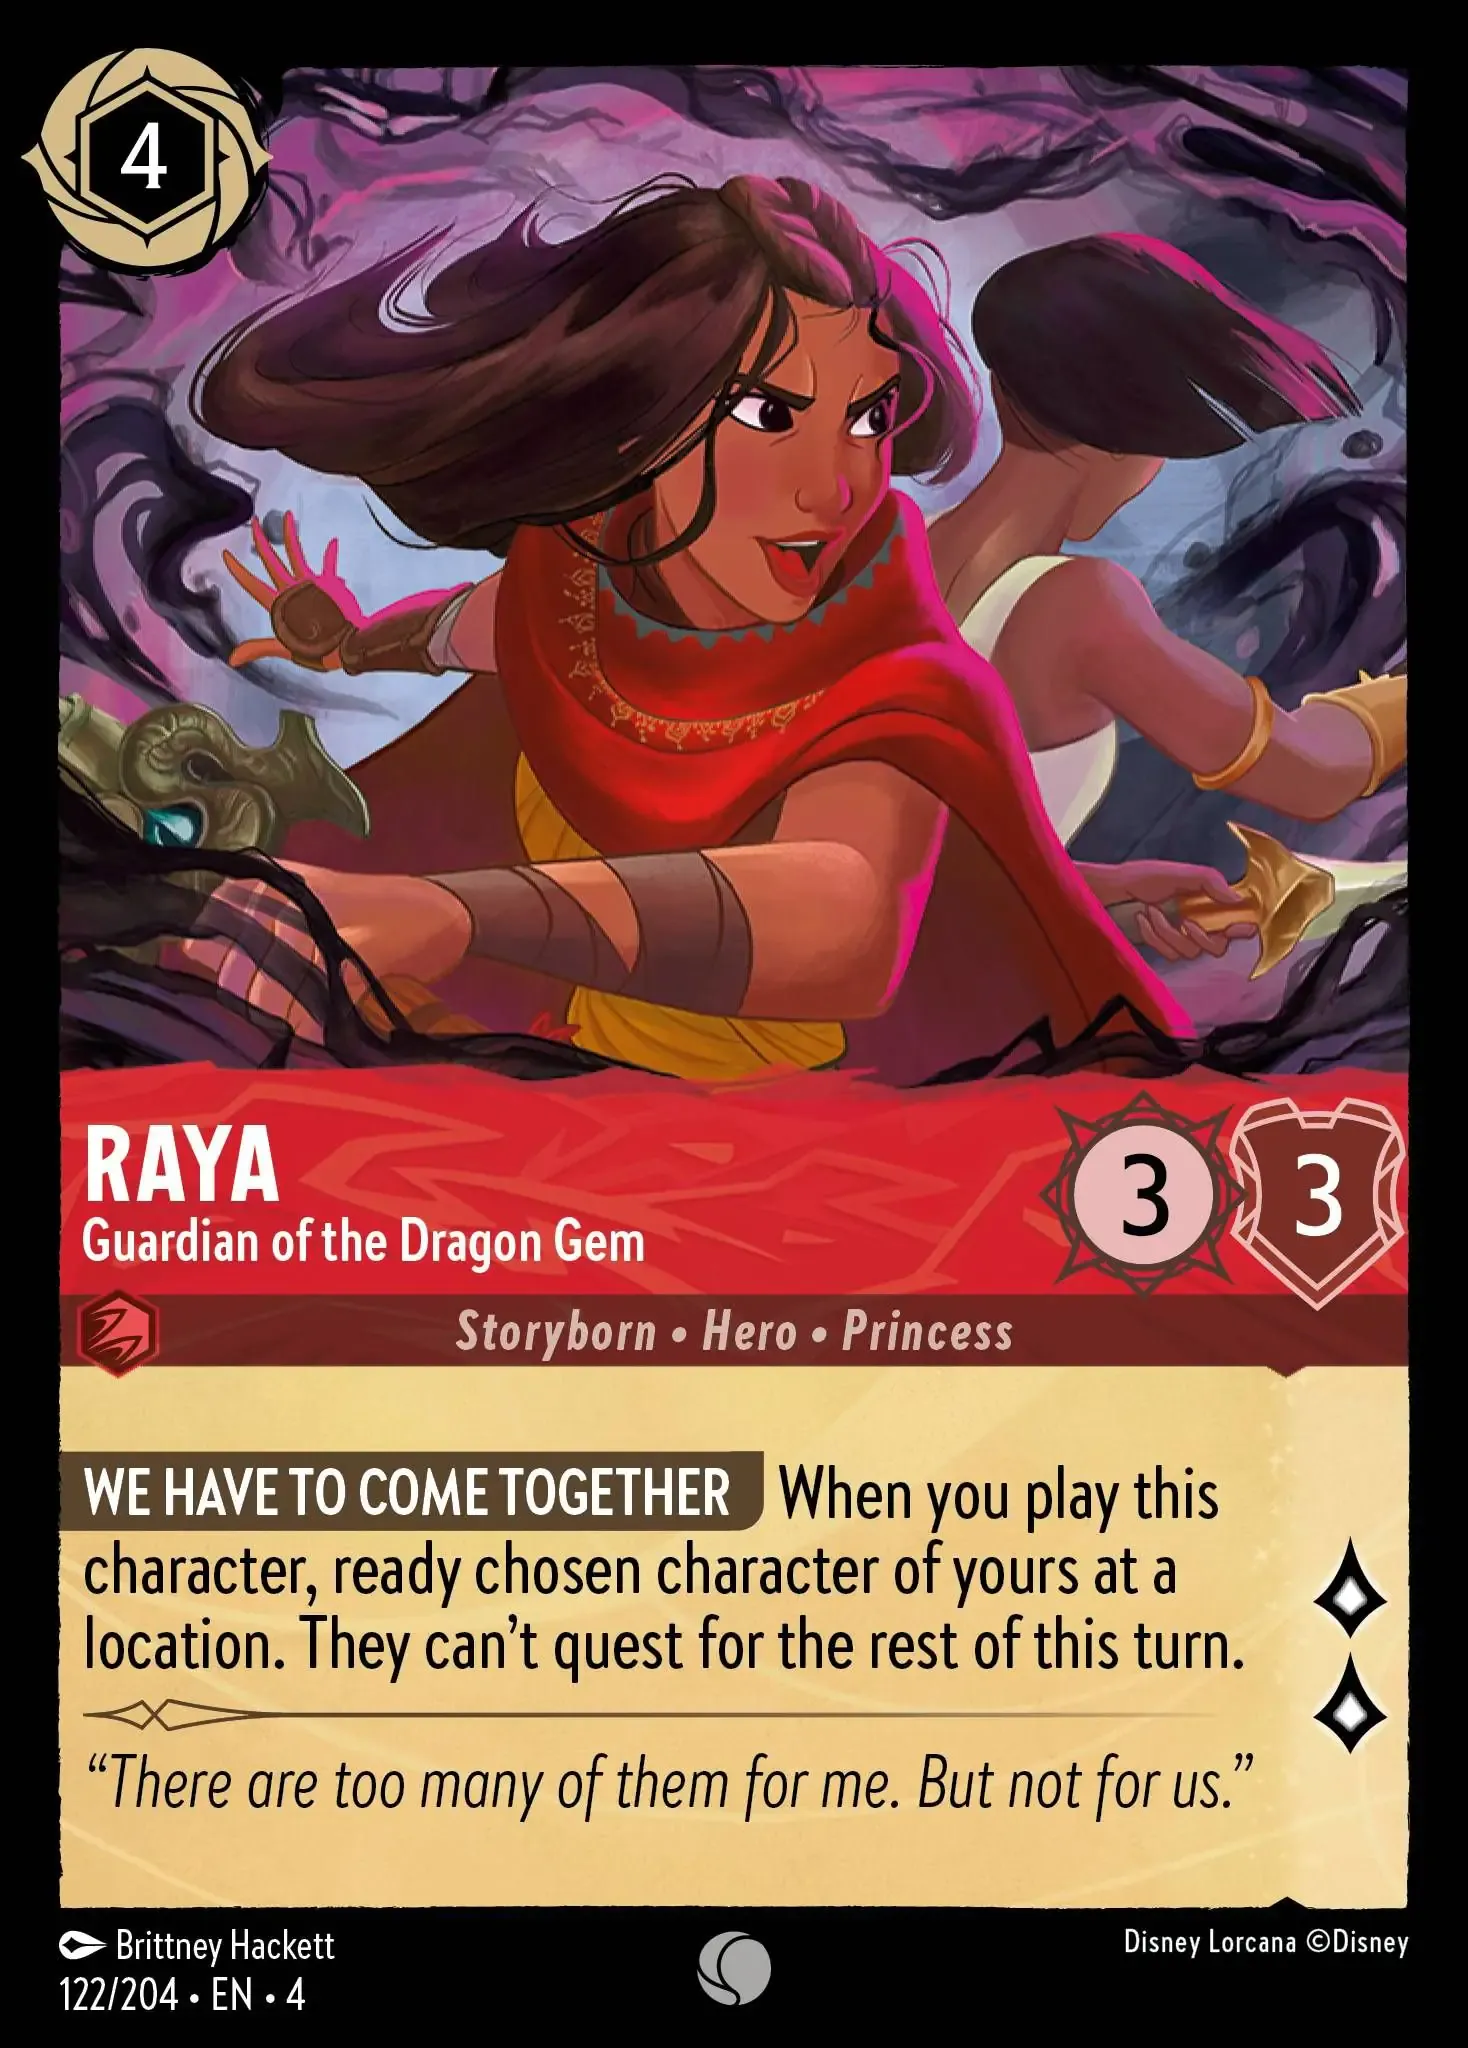 4
RAYA
Guardian of the Dragon Gem
3
3
Storyborn • Hero • Princess
WE HAVE TO COME TOGETHER When you play this
character, ready chosen character of yours at a
location. They can’t quest for the rest of this turn.
“There are too many of them for me. But not for us.”
Brittney Hackett
122/204 • EN • 4
Disney Lorcana ©Disney